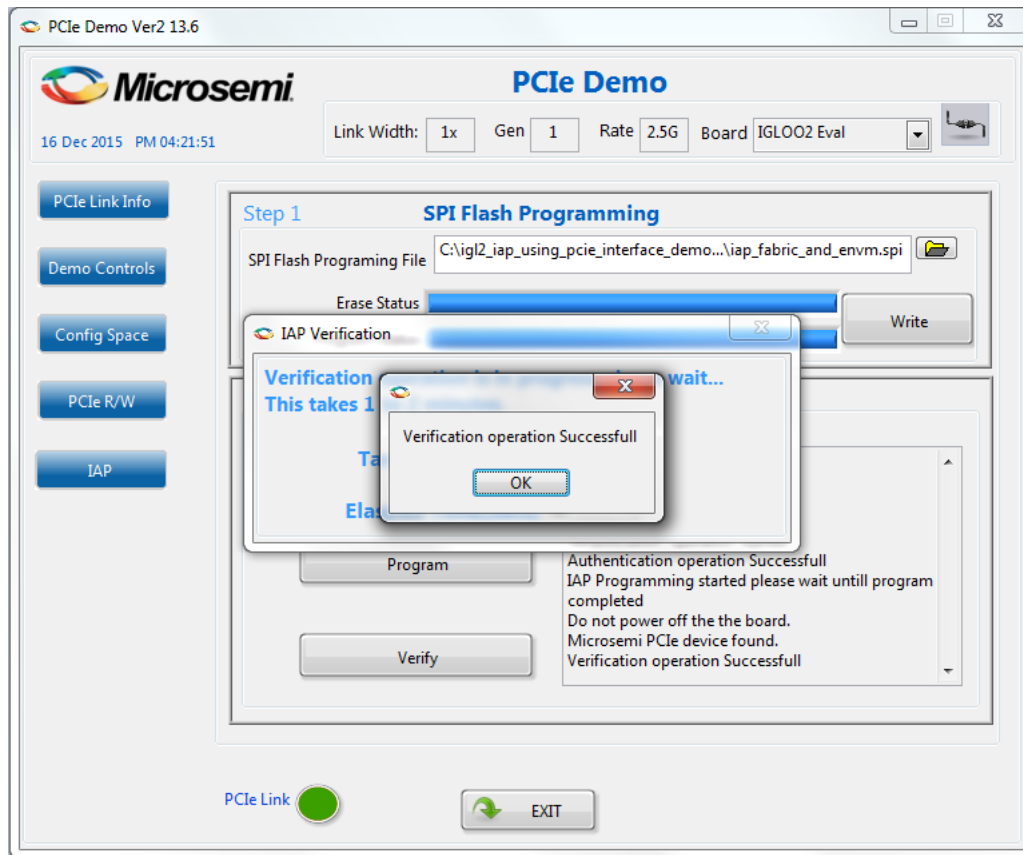 PCIe Demo Ver2 13.6
Microsemi.
PCIe Demo
16 Dec 2015 PM 04:21:51
Link Width: 1x Gen 1 Rate 2.5G Board IGLOO2 Eval
PCIe Link Info
Demo Controls
Config Space
PCIe R/W
IAP
Step 1 SPI Flash Programming
SPI Flash Programing File C:\igl2_iap_using_pcie_interface_demo...\iap_fabric_and_envm.spi
Erase Status
Write
IAP Verification
Verification wait...
This takes 1
Verification operation Successfull
OK
Program
Verify
Authentication operation Successfull
IAP Programming started please wait untill program
completed
Do not power off the the board.
Microsemi PCIe device found.
Verification operation Successfull
PCIe Link
EXIT